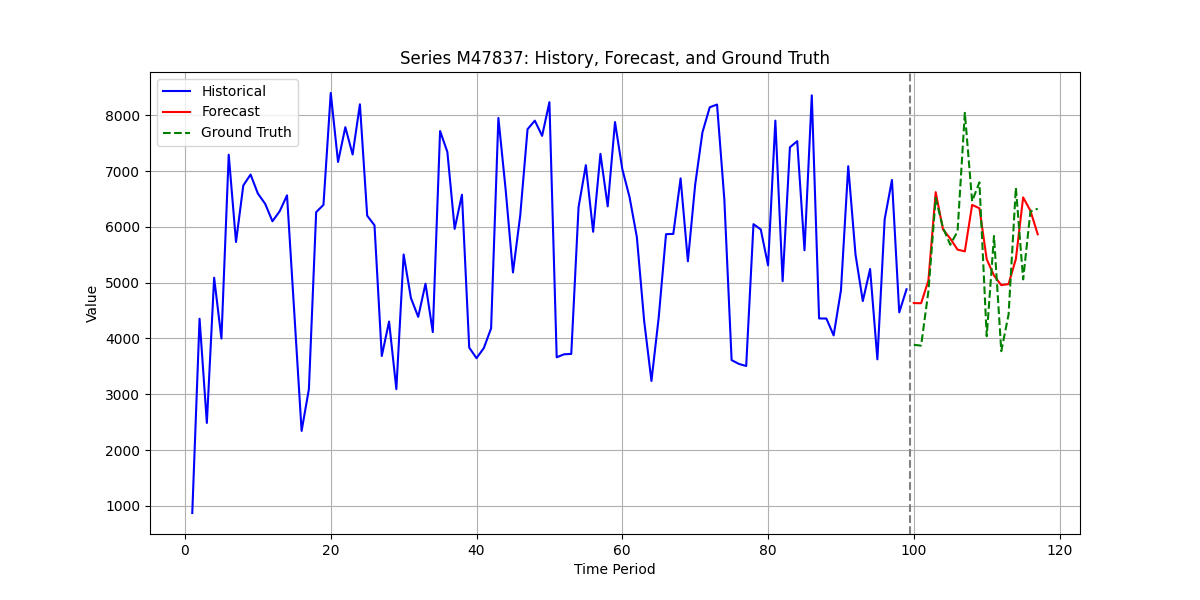 Series M47837: History, Forecast, and Ground Truth
Historical
Forecast
Ground Truth
8000
7000
6000
5000
4000
3000
2000
1000
Value
0 20 40 60 80 100 120
Time Period